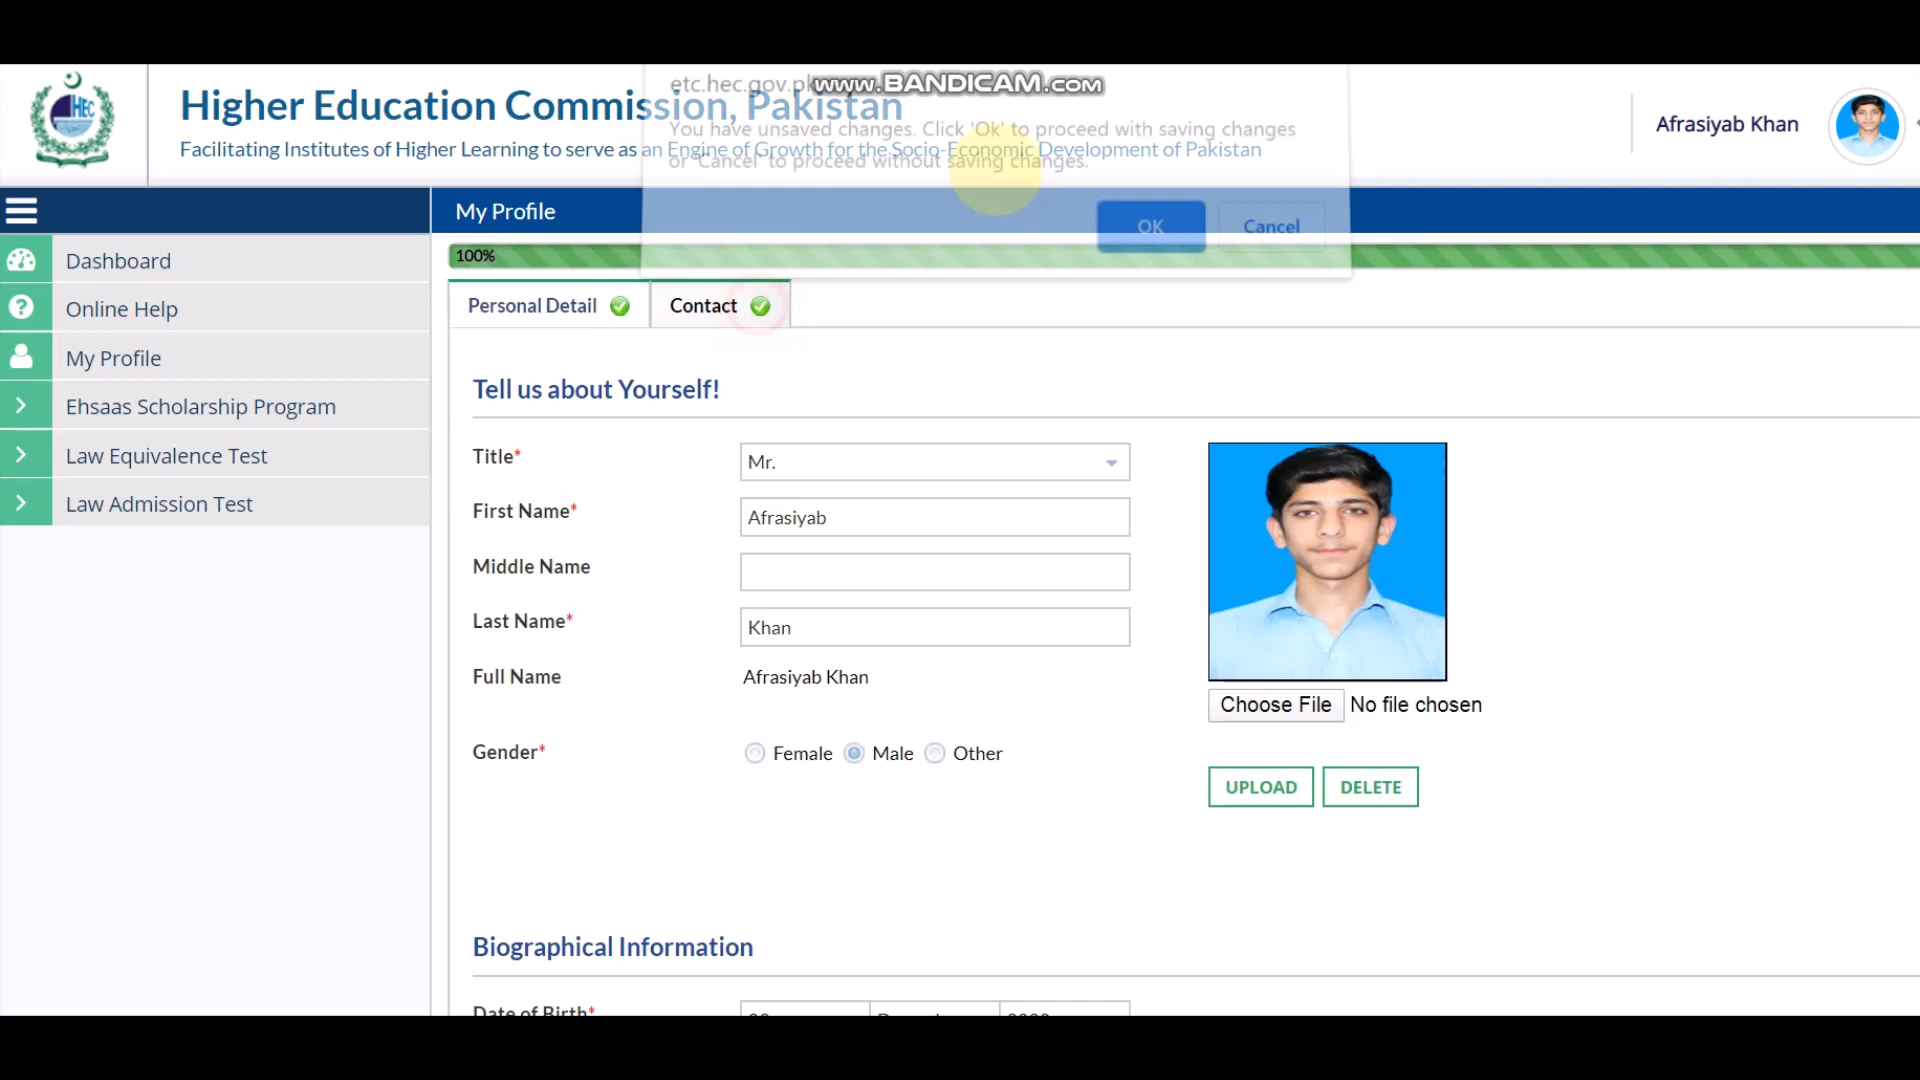 www.BANDICAM.com
etc.hec.gov.pk
HEC
Higher Education Commission, Pakistan
Facilitating Institutes of Higher Learning to serve as an Engine of Growth for the Socio-Economic Development of Pakistan
You have unsaved changes. Click 'Ok' to proceed with saving changes
or 'Cancel' to proceed without saving changes.
OK
Cancel
Afrasiyab Khan
My Profile
100%
Dashboard
Online Help
My Profile
Ehsaas Scholarship Program
Law Equivalence Test
Law Admission Test
Personal Detail
Contact
Tell us about Yourself!
Title*
Mr.
First Name*
Afrasiyab
Middle Name
Last Name*
Khan
Full Name
Afrasiyab Khan
Gender*
Female
Male
Other
Choose File
No file chosen
UPLOAD
DELETE
Biographical Information
Date of Birth*